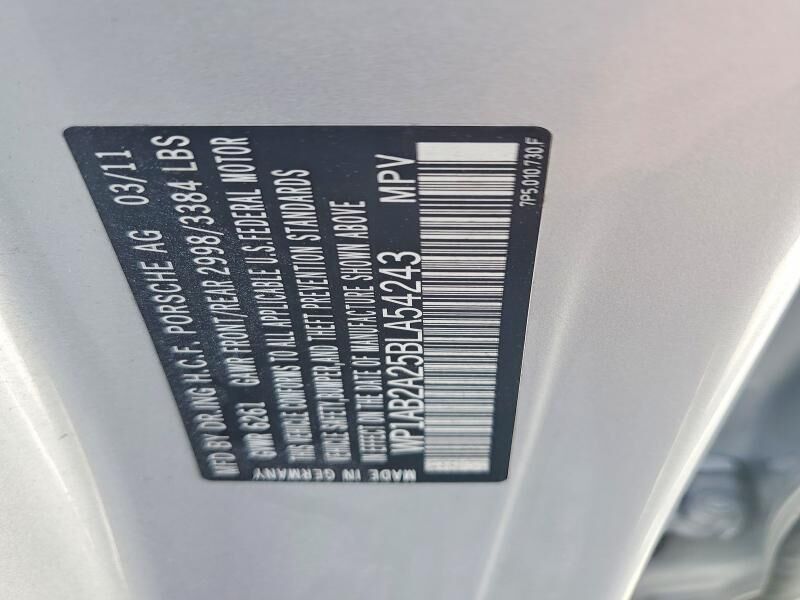 MFD BY DR.ING H.C.F. PORSCHE AG 03/11
GVWR 6261 GAWR FRONT/REAR 2998/3384 LBS
THIS VEHICLE CONFORMS TO ALL APPLICABLE U.S.FEDERAL MOTOR
VEHICLE SAFETY,BUMPER,AND THEFT PREVENTION STANDARDS
IN EFFECT ON THE DATE OF MANUFACTURE SHOWN ABOVE
WP1AB2A25BLA54243 MPV
MADE IN GERMANY
7P5.010.730.F